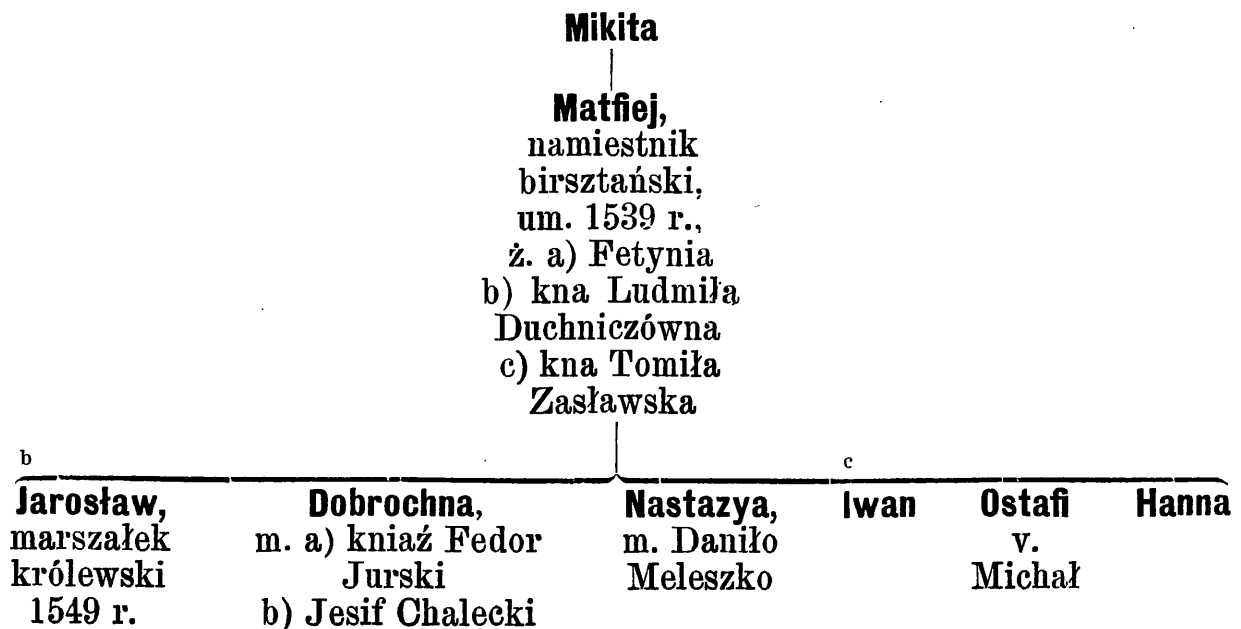 Mikita
Matfiej,
namiestnik
birsztański,
um. 1539 r.,
ż. a) Fetynia
b) kna Ludmiła
Duchniczówna
c) kna Tomiła
Zasławska
b c
Jarosław, Dobrochna, Nastazya, Iwan Ostafi Hanna
marszałek m. a) kniaź Fedor m. Daniło v.
królewski Jurski Meleszko Michał
1549 r. b) Jesif Chalecki